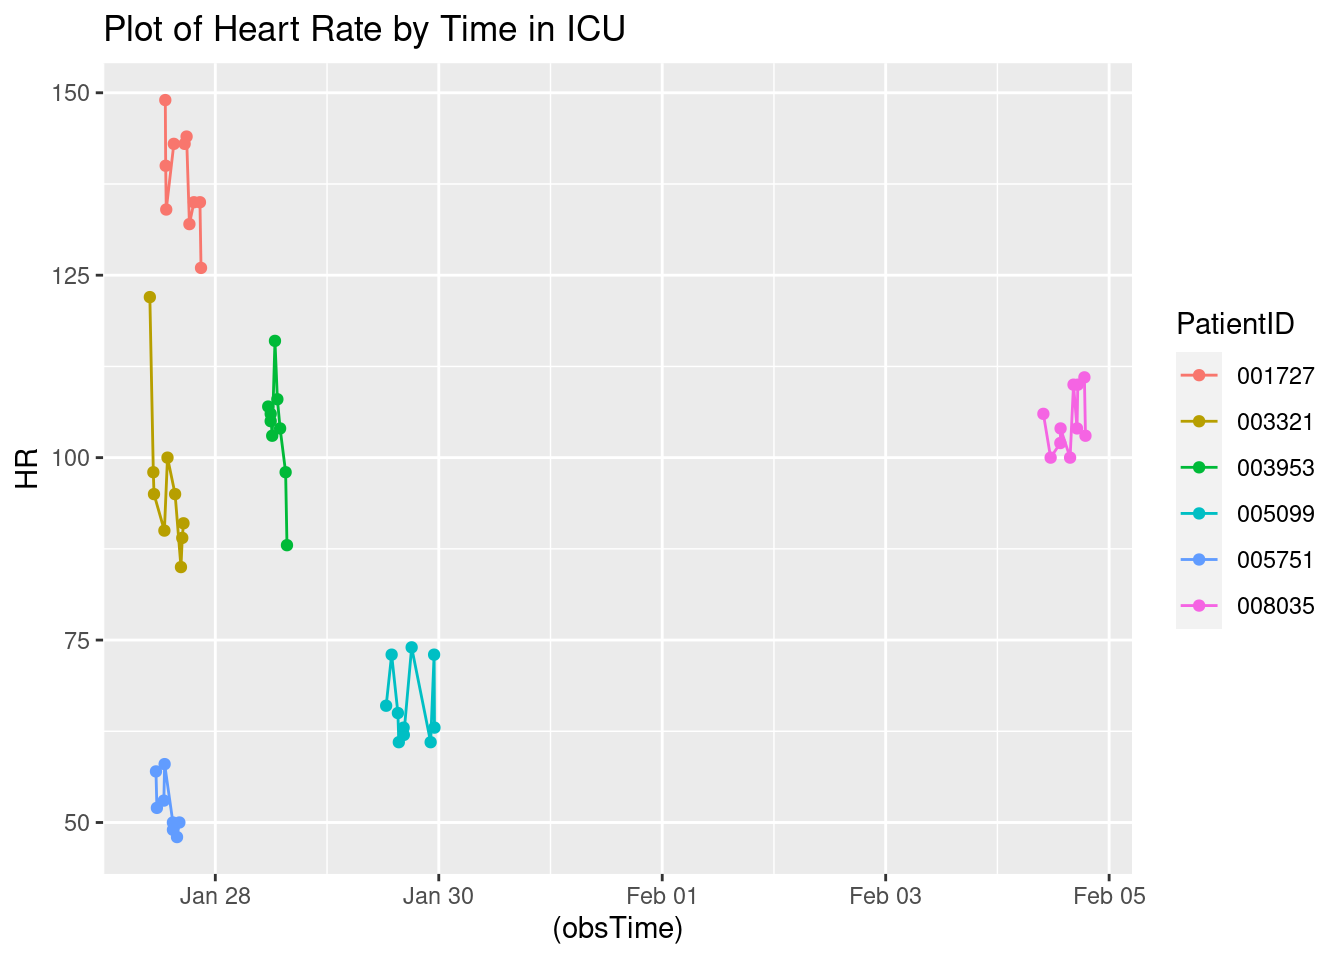 Plot of Heart Rate by Time in ICU
150
125
100
75
50
HR
Jan 28
Jan 30
Feb 01
Feb 03
Feb 05
(obsTime)
PatientID
001727
003321
003953
005099
005751
008035